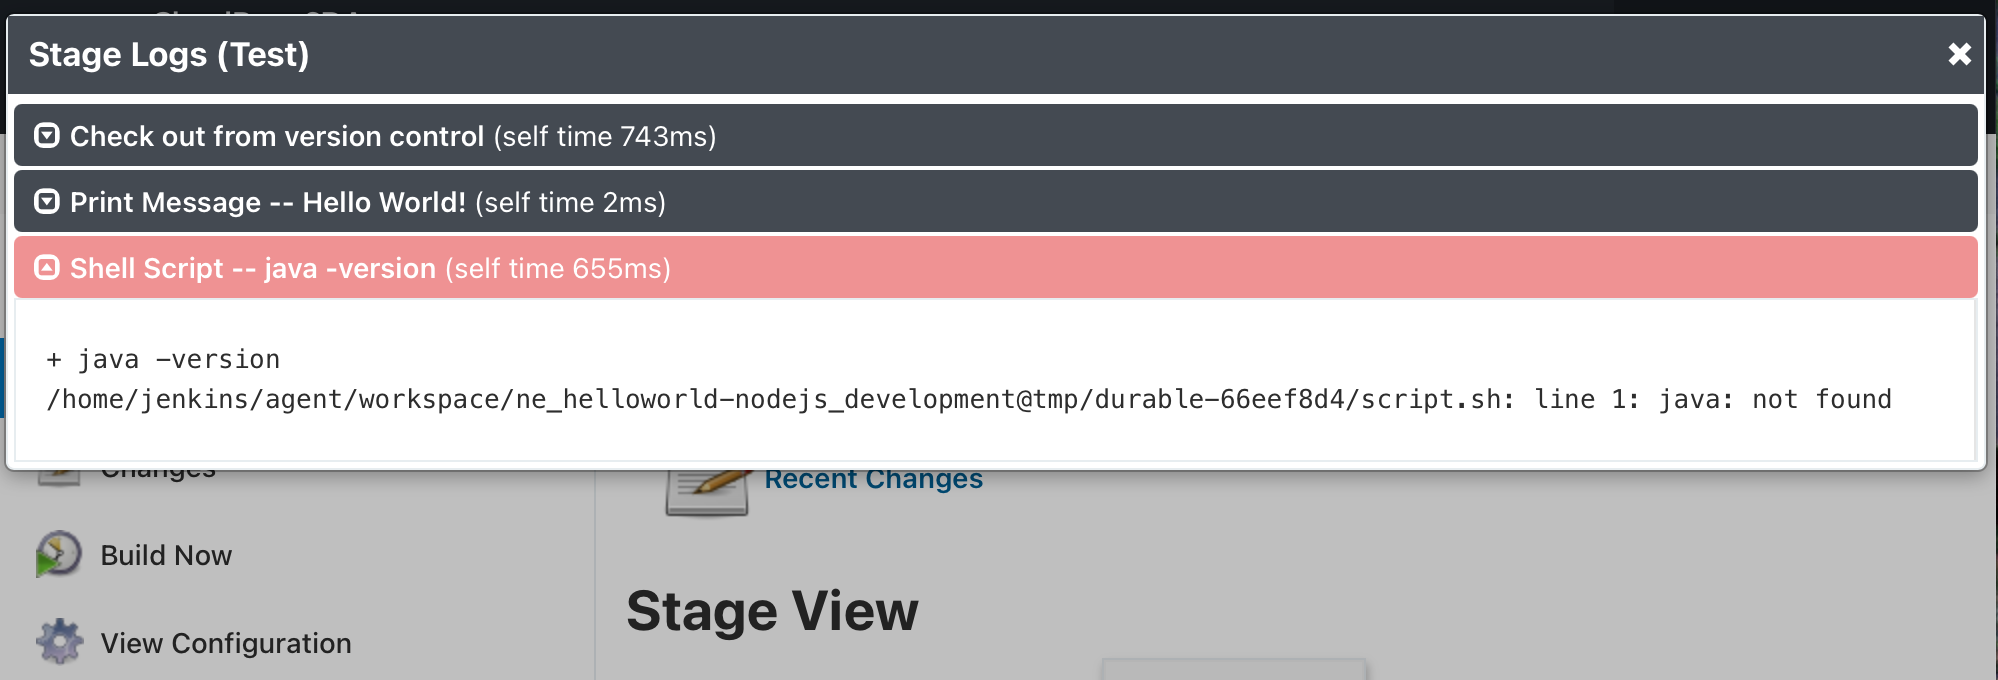 Stage Logs (Test)
Check out from version control (self time 743ms)
Print Message -- Hello World! (self time 2ms)
Shell Script -- java -version (self time 655ms)
+ java -version
/home/jenkins/agent/workspace/ne_helloworld-nodejs_development@tmp/durable-66eef8d4/script.sh: line 1: java: not found
Changes
Recent Changes
Build Now
Stage View
View Configuration